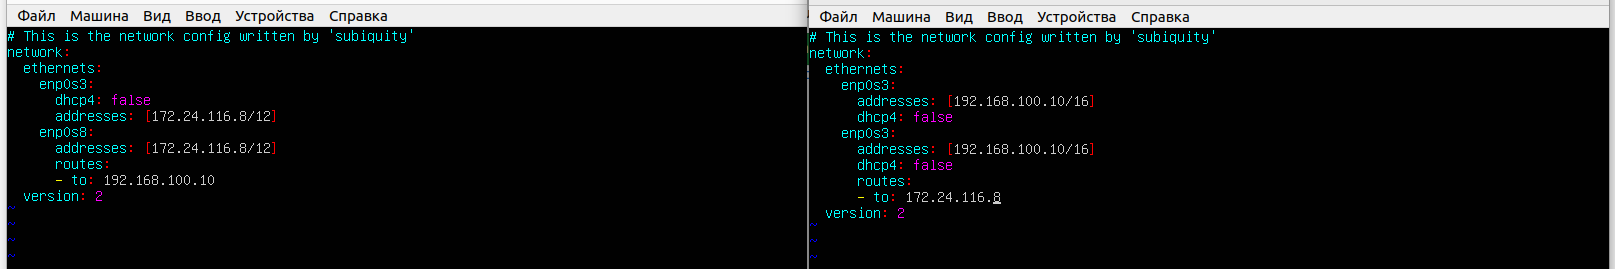 Файл Машина Вид Ввод Устройства Справка
# This is the network config written by 'subiquity'
network:
  ethernets:
    enp0s3:
      dhcp4: false
      addresses: [172.24.116.8/12]
    enp0s8:
      addresses: [172.24.116.8/12]
      routes:
      - to: 192.168.100.10
  version: 2
~
~
~
~
Файл Машина Вид Ввод Устройства Справка
# This is the network config written by 'subiquity'
network:
  ethernets:
    enp0s3:
      addresses: [192.168.100.10/16]
      dhcp4: false
    enp0s3:
      addresses: [192.168.100.10/16]
      dhcp4: false
      routes:
      - to: 172.24.116.8
  version: 2
~
~
~